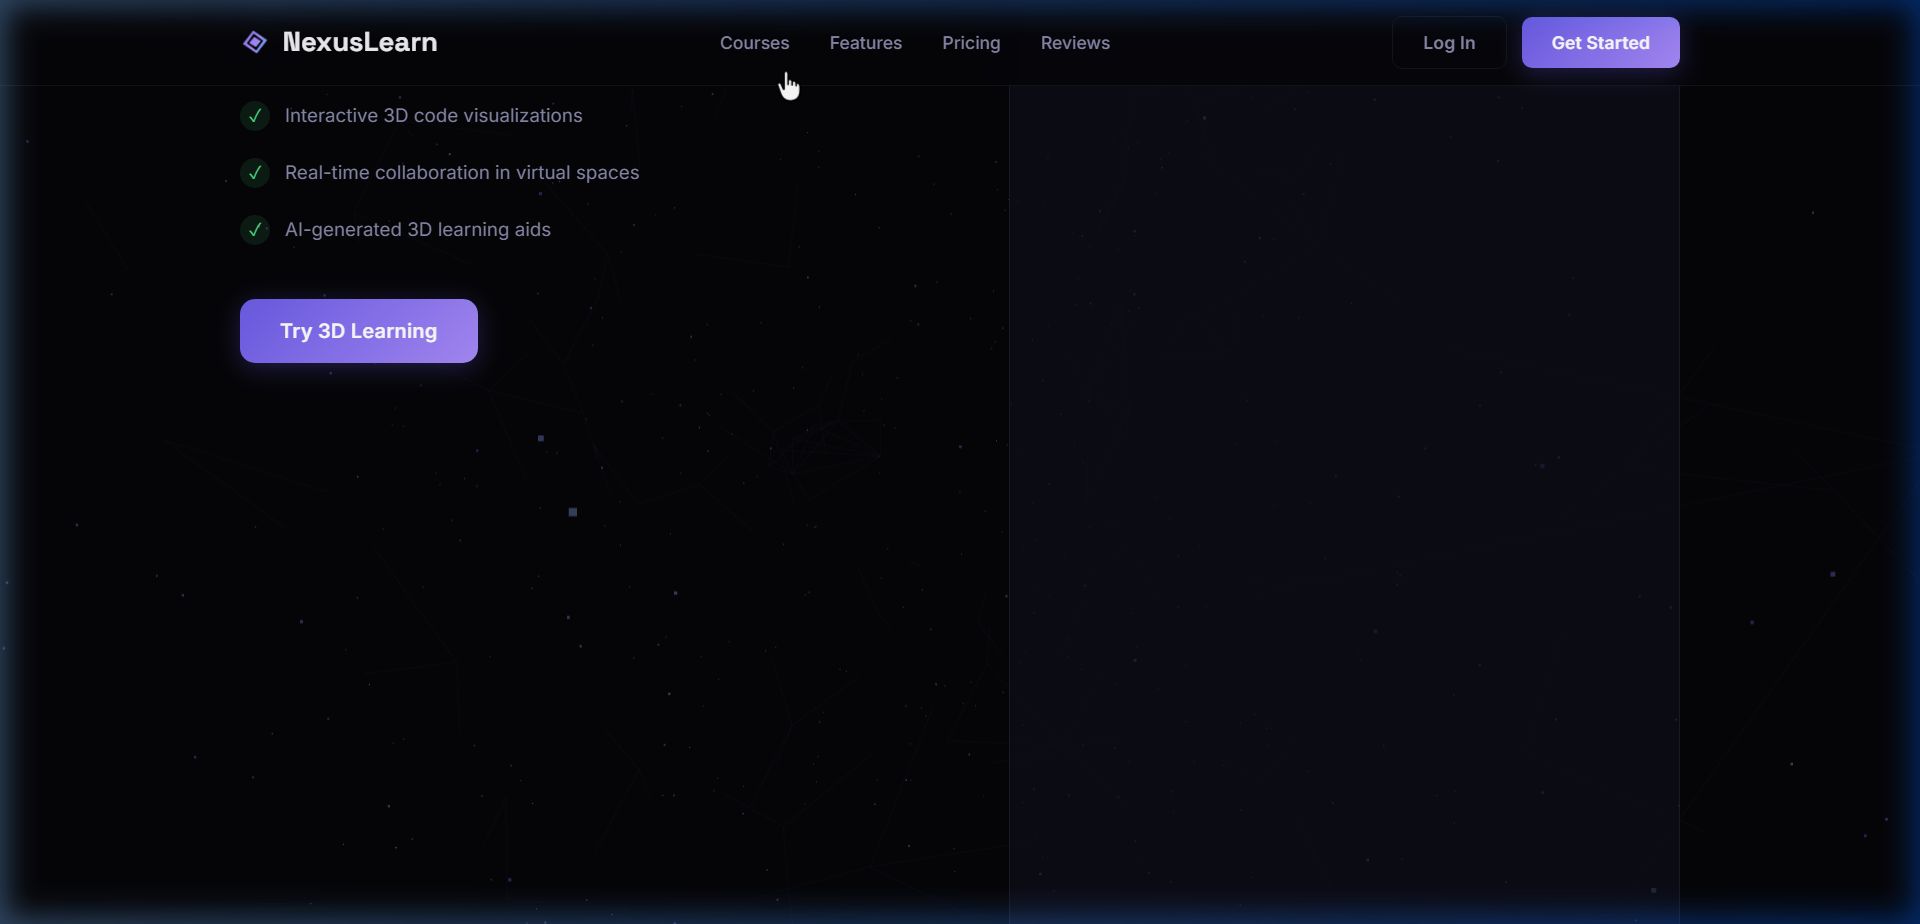 NexusLearn
Courses Features Pricing Reviews
Log In Get Started
✓ Interactive 3D code visualizations
✓ Real-time collaboration in virtual spaces
✓ AI-generated 3D learning aids
Try 3D Learning